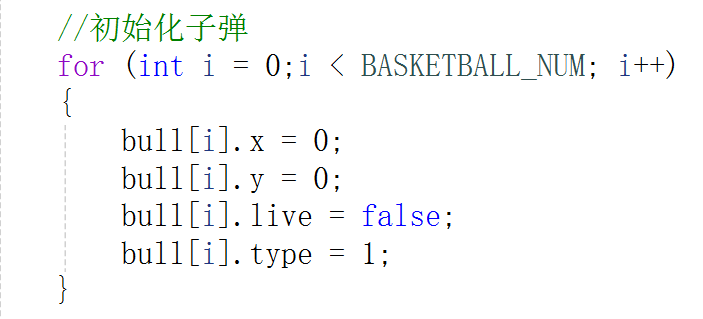 //初始化子弹
for (int i = 0;i < BASKETBALL_NUM; i++)
{
bull[i].x = 0;
bull[i].y = 0;
bull[i].live = false;
bull[i].type = 1;
}